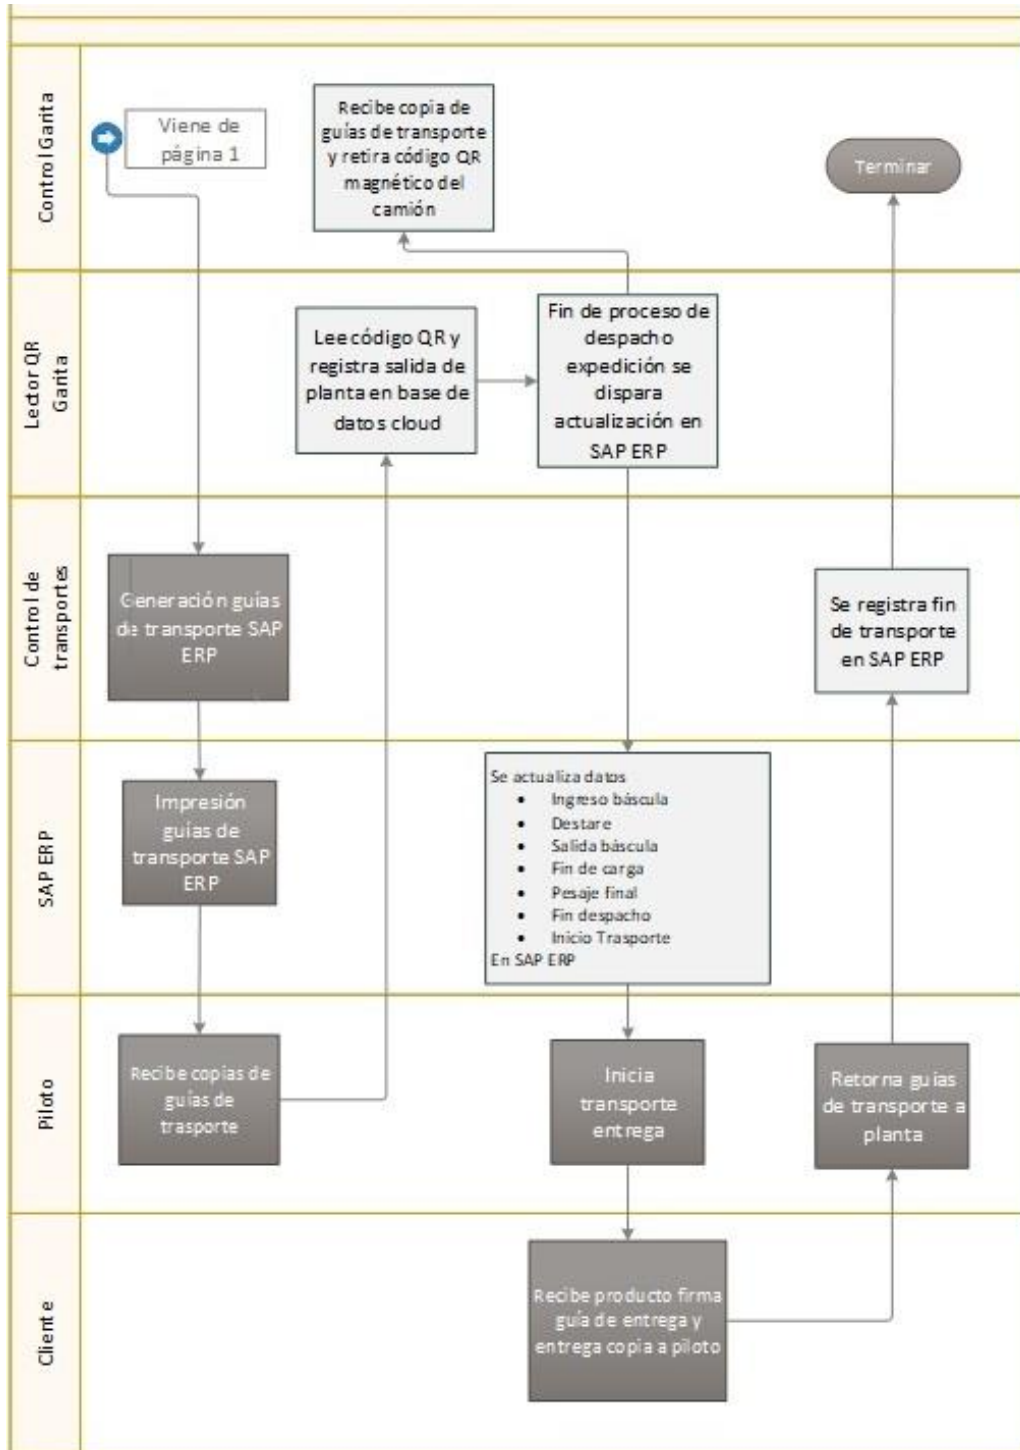 Control Garita
Viene de
página 1
Recibe copia de
guías de transporte
y retira código QR
magnético del
camión
Terminar
Lector QR
Garita
Lee código QR y
registra salida de
planta en base de
datos cloud
Fin de proceso de
despacho
expedición se
dispara
actualización en
SAP ERP
Control de
transportes
Generación guías
de transporte SAP
ERP
Se registra fin
de transporte
en SAP ERP
SAP ERP
Impresión
guías de
transporte SAP
ERP
Se actualiza datos
• Ingreso báscula
• Destare
• Salida báscula
• Fin de carga
• Pesaje final
• Fin despacho
• Inicio Trasporte
En SAP ERP
Piloto
Recibe copias de
guías de
trasporte
Inicia
transporte
entrega
Retorna guías
de transporte a
planta
Cliente
Recibe producto firma
guía de entrega y
entrega copia a piloto